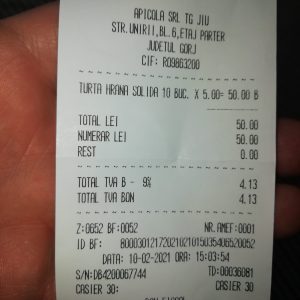 APICOLA SRL TG JIU
STR.UNIRII,BL.6,ETAJ PARTER
JUDETUL GORJ
CIF: RO9863200
TURTA HRANA SOLIDA 10 BUC. X 5.00= 50.00 B
TOTAL LEI 50.00
NUMERAR LEI 50.00
REST 0.00
TOTAL TVA B - 9% 4.13
TOTAL TVA BON 4.13
Z:0652 BF:0052 NR.AMEF:0001
ID BF: 80003012172021021015035406520052
DATA: 10-02-2021 ORA: 15:03:54
S/N:DB4200067744 TD:00036081
CASIER 30: CASIER 30